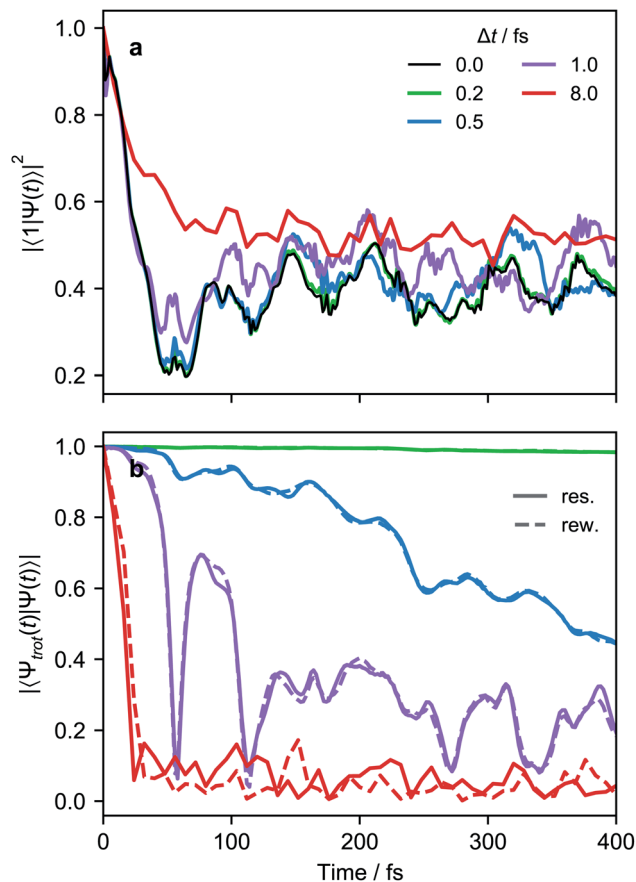 a
Δt / fs
0.0 1.0
0.2 8.0
0.5
1.0
0.8
0.6
0.4
0.2
|⟨1|Ψ(t)⟩|²
b
res.
rew.
1.0
0.8
0.6
0.4
0.2
0.0
|⟨Ψtrot(t)|Ψ(t)⟩|
0 100 200 300 400
Time / fs